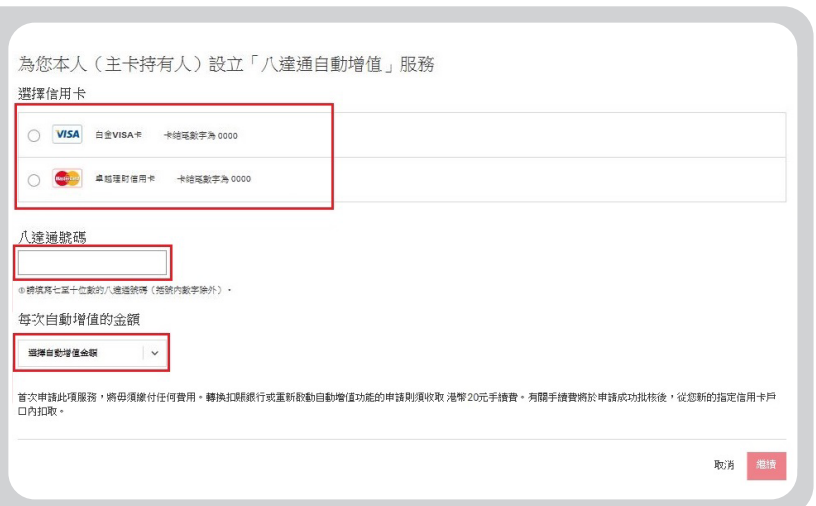 為您本人（主卡持有人）設立「八達通自動增值」服務
選擇信用卡
VISA 白金VISA卡 卡結尾數字為 0000
MasterCard 卓越理財信用卡 卡結尾數字為 0000
八達通號碼
①請填寫七至十位數的八達通號碼（括號內數字除外）。
每次自動增值的金額
選擇自動增值金額
首次申請此項服務，將毋須繳付任何費用。轉換扣賬銀行或重新啟動自動增值功能的申請則須收取 港幣20元手續費。有關手續費將於申請成功批核後，從您新的指定信用卡戶
口內扣取。
取消 繼續